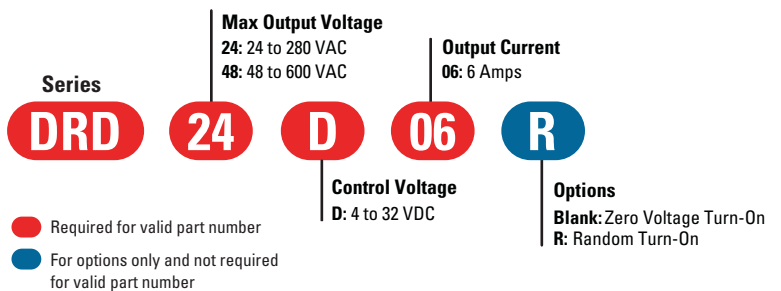 Max Output Voltage
24: 24 to 280 VAC
48: 48 to 600 VAC
Output Current
06: 6 Amps
Series
DRD 24 D 06 R
Control Voltage
D: 4 to 32 VDC
Options
Blank: Zero Voltage Turn-On
R: Random Turn-On
Required for valid part number
For options only and not required
for valid part number